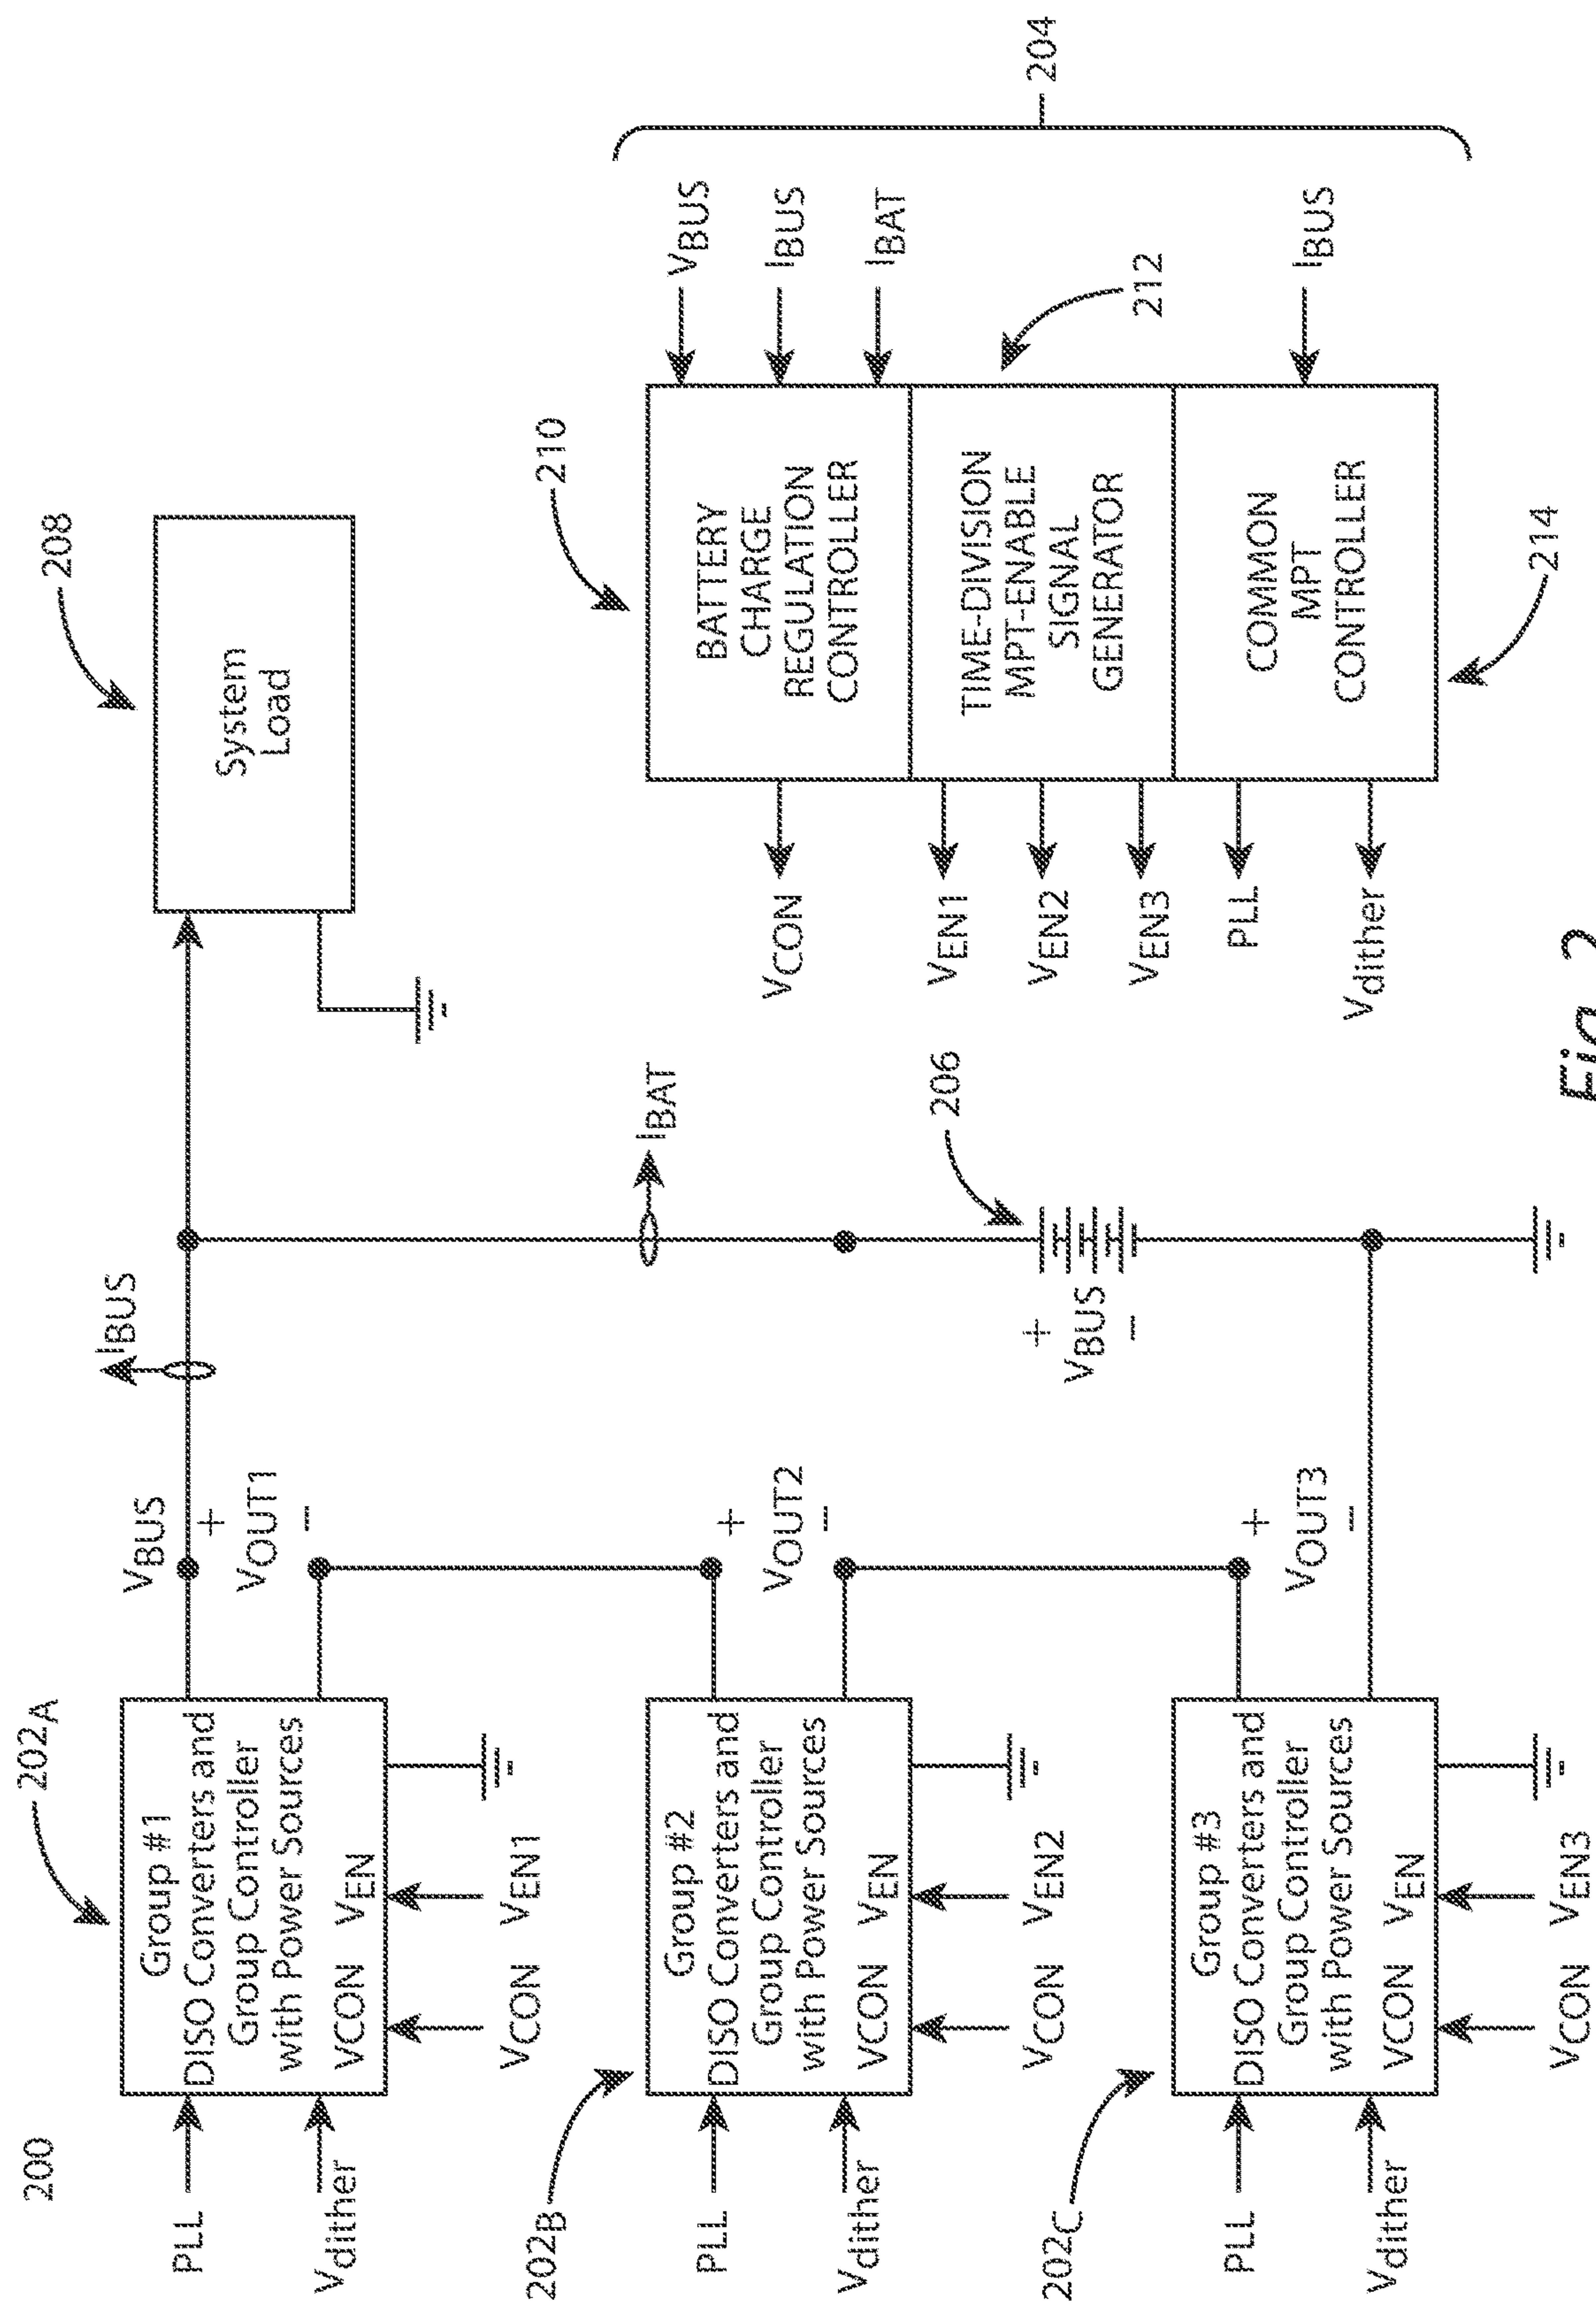 200
202A
Group #1
DISO Converters and
Group Controller
with Power Sources
VCON VEN
PLL
Vdither
VCON
VEN1
VBUS
+
VOUT1
–
IBUS
208
System
Load
202B
Group #2
DISO Converters and
Group Controller
with Power Sources
VCON VEN
PLL
Vdither
VCON
VEN2
+
VOUT2
–
IBAT
206
+
VBUS
–
202C
Group #3
DISO Converters and
Group Controller
with Power Sources
VCON VEN
PLL
Vdither
VCON
VEN3
+
VOUT3
–
210
BATTERY
CHARGE
REGULATION
CONTROLLER
VCON
VBUS
IBUS
IBAT
212
TIME-DIVISION
MPT-ENABLE
SIGNAL
GENERATOR
VEN1
VEN2
VEN3
COMMON
MPT
CONTROLLER
PLL
Vdither
IBUS
204
214
Fig. 2